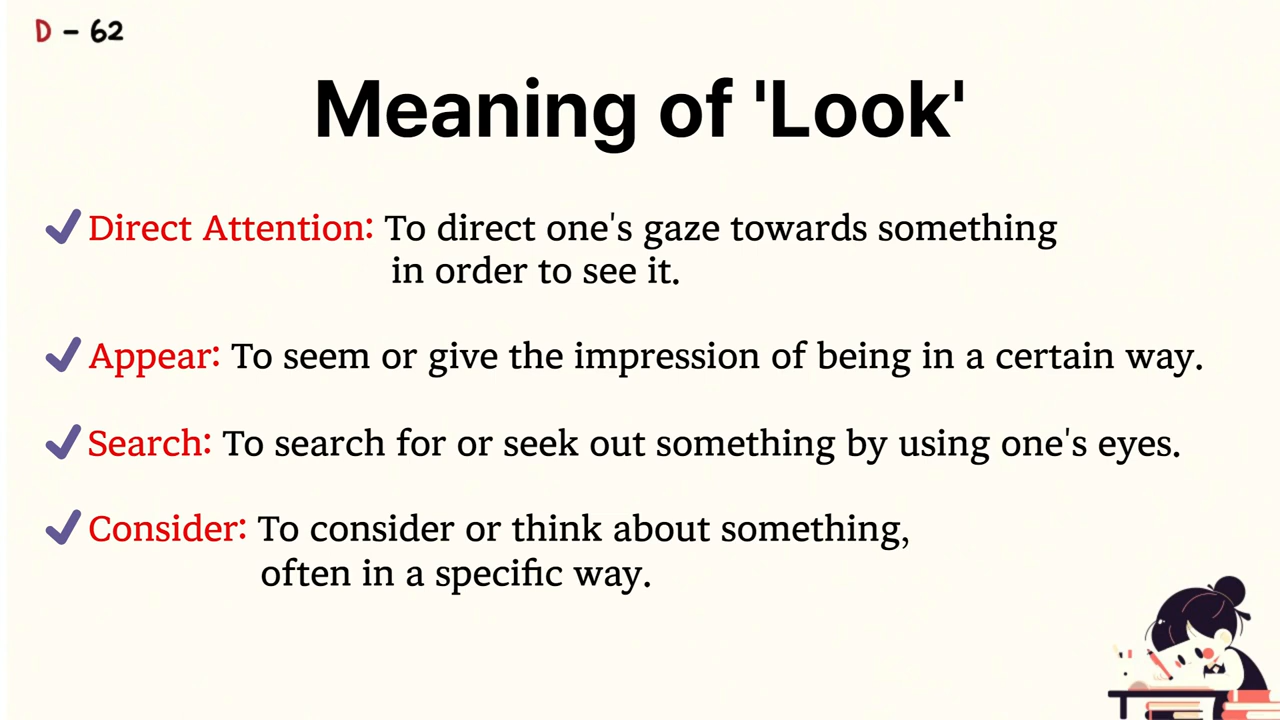 D - 62
Meaning of 'Look'
Direct Attention: To direct one's gaze towards something
in order to see it.
Appear: To seem or give the impression of being in a certain way.
Search: To search for or seek out something by using one's eyes.
Consider: To consider or think about something,
often in a specific way.